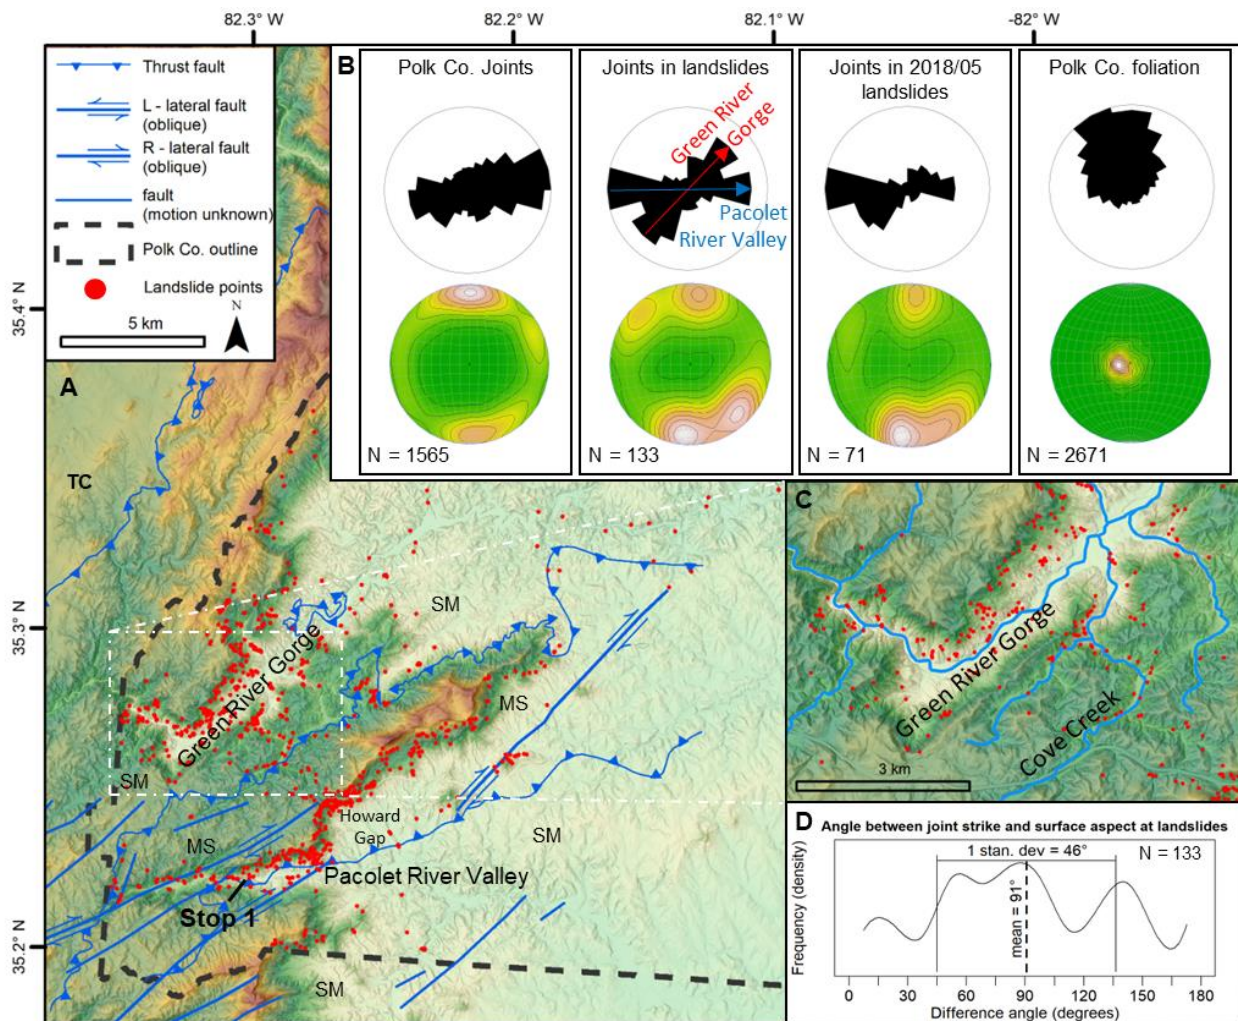 82.3° W
82.2° W
82.1° W
-82° W
35.4° N
35.3° N
35.2° N
Thrust fault
L - lateral fault
(oblique)
R - lateral fault
(oblique)
fault
(motion unknown)
Polk Co. outline
Landslide points
N
5 km
A
TC
SM
Green River Gorge
MS
SM
MS
Howard
Gap
SM
Pacolet River Valley
Stop 1
SM
B
Polk Co. Joints
N = 1565
Joints in landslides
Green River
Gorge
Pacolet
River Valley
N = 133
Joints in 2018/05
landslides
N = 71
Polk Co. foliation
N = 2671
C
Green River Gorge
Cove Creek
3 km
D
Angle between joint strike and surface aspect at landslides
1 stan. dev = 46°
N = 133
mean = 91°
Frequency (density)
0 30 60 90 120 150 180
Difference angle (degrees)